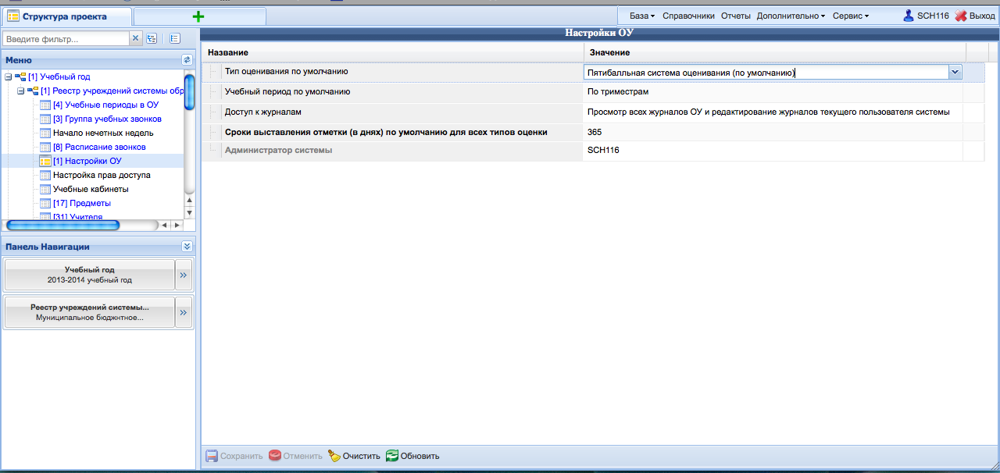 Структура проекта
База Справочники Отчеты Дополнительно Сервис SCH116 Выход
Введите фильтр...
Меню
[1] Учебный год
[1] Реестр учреждений системы обр
[4] Учебные периоды в ОУ
[3] Группа учебных звонков
Начало нечетных недель
[8] Расписание звонков
[1] Настройки ОУ
Настройка прав доступа
Учебные кабинеты
[17] Предметы
[31] Учителя
Панель Навигации
Учебный год
2013-2014 учебный год
Реестр учреждений системы...
Муниципальное бюджнтное...
Настройки ОУ
Название Значение
Тип оценивания по умолчанию Пятибалльная система оценивания (по умолчанию)
Учебный период по умолчанию По триместрам
Доступ к журналам Просмотр всех журналов ОУ и редактирование журналов текущего пользователя системы
Сроки выставления отметки (в днях) по умолчанию для всех типов оценки 365
Администратор системы SCH116
Сохранить Отменить Очистить Обновить